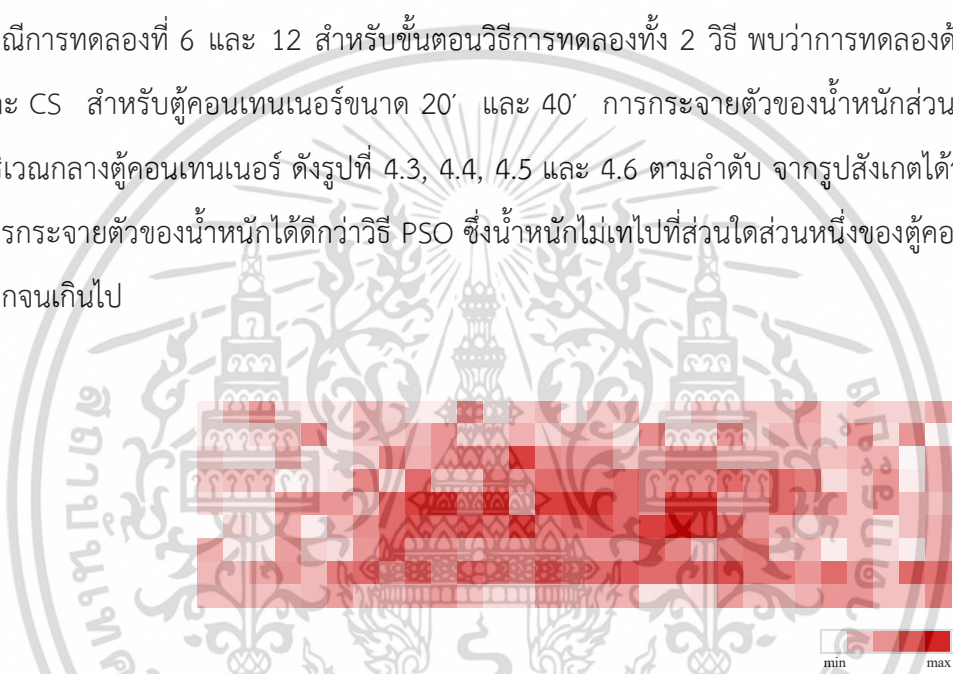 ณีการทดลองที่ 6 และ 12 สำหรับขั้นตอนวิธีการทดลองทั้ง 2 วิธี พบว่าการทดลองด้
ะ CS สำหรับตู้คอนเทนเนอร์ขนาด 20′ และ 40′ การกระจายตัวของน้ำหนักส่วน
ริเวณกลางตู้คอนเทนเนอร์ ดังรูปที่ 4.3, 4.4, 4.5 และ 4.6 ตามลำดับ จากรูปสังเกตได้ว
รกระจายตัวของน้ำหนักได้ดีกว่าวิธี PSO ซึ่งน้ำหนักไม่เทไปที่ส่วนใดส่วนหนึ่งของตู้คอ
กจนเกินไป
min max